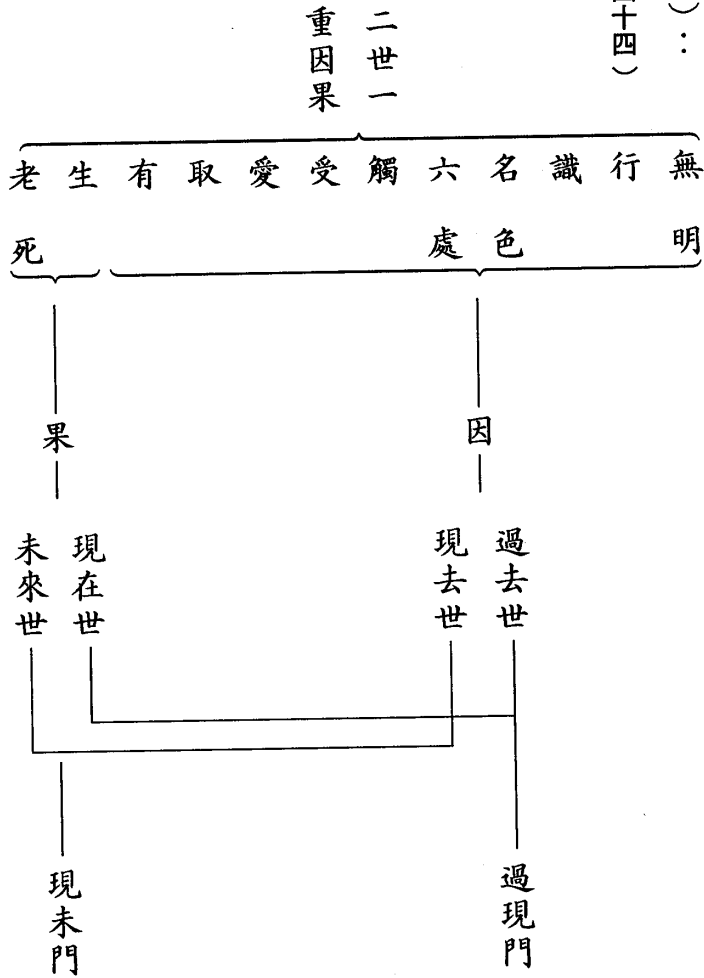 ）：
十四）
二世一
重因果
無明
行
識
名色
六處
觸
受
愛
取
有
生
老死
因
果
過去世
現去世
現在世
未來世
過現門
現未門